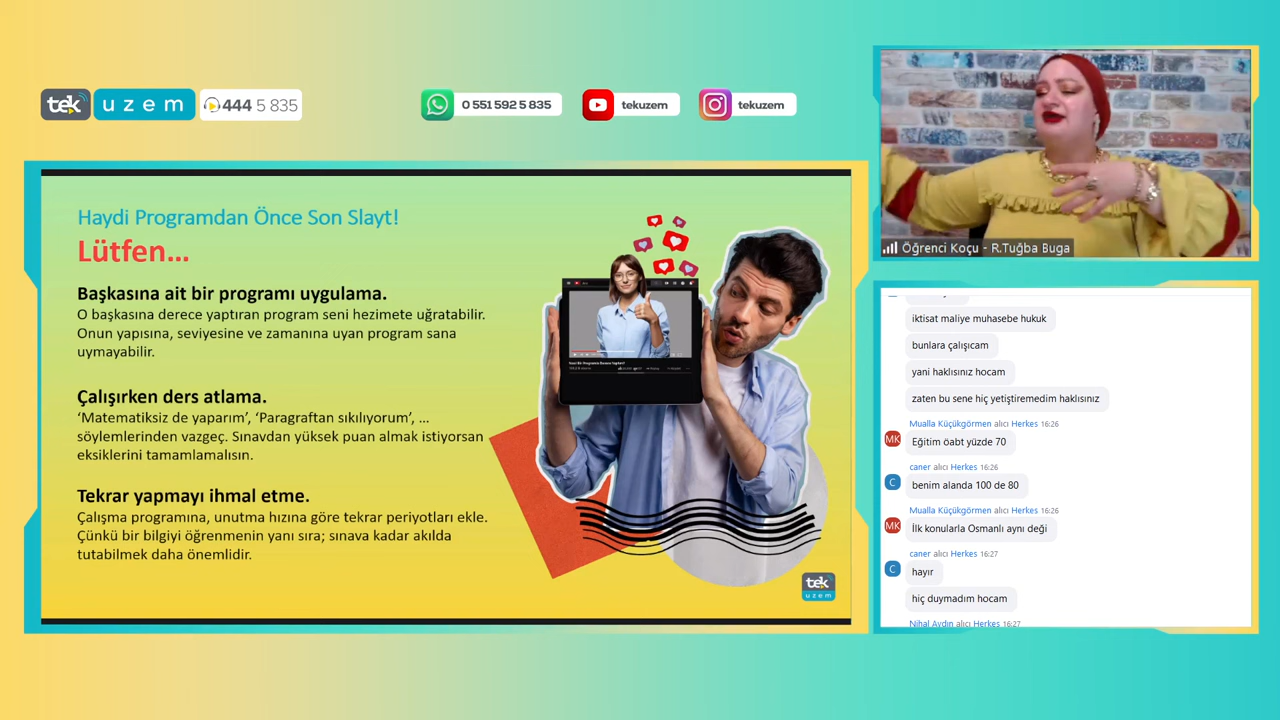 tek uzem 444 5 835
0 551 592 5 835
tekuzem
tekuzem
Haydi Programdan Önce Son Slayt!
Lütfen...
Başkasına ait bir programı uygulama.
O başkasına derece yaptıran program seni hezimete uğratabilir.
Onun yapısına, seviyesine ve zamanına uyan program sana
uymayabilir.
Çalışırken ders atlama.
‘Matematiksiz de yaparım’, ‘Paragraftan sıkılıyorum’, ...
söylemlerinden vazgeç. Sınavdan yüksek puan almak istiyorsan
eksiklerini tamamlamalısın.
Tekrar yapmayı ihmal etme.
Çalışma programına, unutma hızına göre tekrar periyotları ekle.
Çünkü bir bilgiyi öğrenmenin yanı sıra; sınava kadar akılda
tutabilmek daha önemlidir.
tek
uzem
Öğrenci Koçu - R.Tuğba Buga
iktisat maliye muhasebe hukuk
bunlara çalışıcam
yani haklısınız hocam
zaten bu sene hiç yetiştiremedim haklısınız
Mualla Küçükgörmen alıcı Herkes 16:26
MK
Eğitim öabt yüzde 70
caner alıcı Herkes 16:26
C
benim alanda 100 de 80
Mualla Küçükgörmen alıcı Herkes 16:26
MK
İlk konularla Osmanlı aynı deği
caner alıcı Herkes 16:27
C
hayır
hiç duymadım hocam
Nihal Aydın alıcı Herkes 16:27